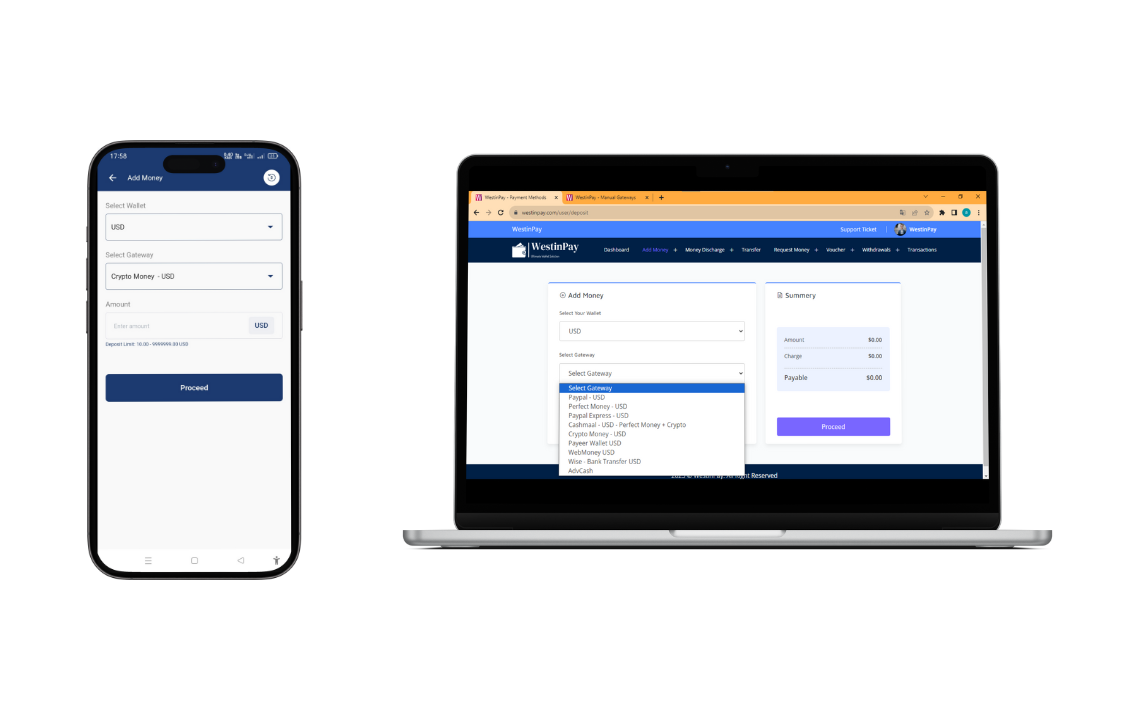 17:58
Add Money
Select Wallet
USD
Select Gateway
Crypto Money - USD
Amount
Enter amount
USD
Deposit Limit: 10.00 - 9999999.00 USD
Proceed
WestinPay - Payment Methods
WestinPay - Manual Gateways
westinpay.com/user/deposit
WestinPay
Support Ticket
WestinPay
WestinPay
Dashboard
Add Money +
Money Discharge +
Transfer
Request Money +
Voucher +
Withdrawals +
Transactions
Add Money
Select Your Wallet
USD
Select Gateway
Select Gateway
Select Gateway
Paypal - USD
Perfect Money - USD
Paypal Express - USD
Cashmaal - USD - Perfect Money + Crypto
Crypto Money - USD
Payeer Wallet USD
WebMoney USD
Wise - Bank Transfer USD
AdvCash
Summery
Amount $0.00
Charge $0.00
Payable $0.00
Proceed
© WestinPay. All Right Reserved